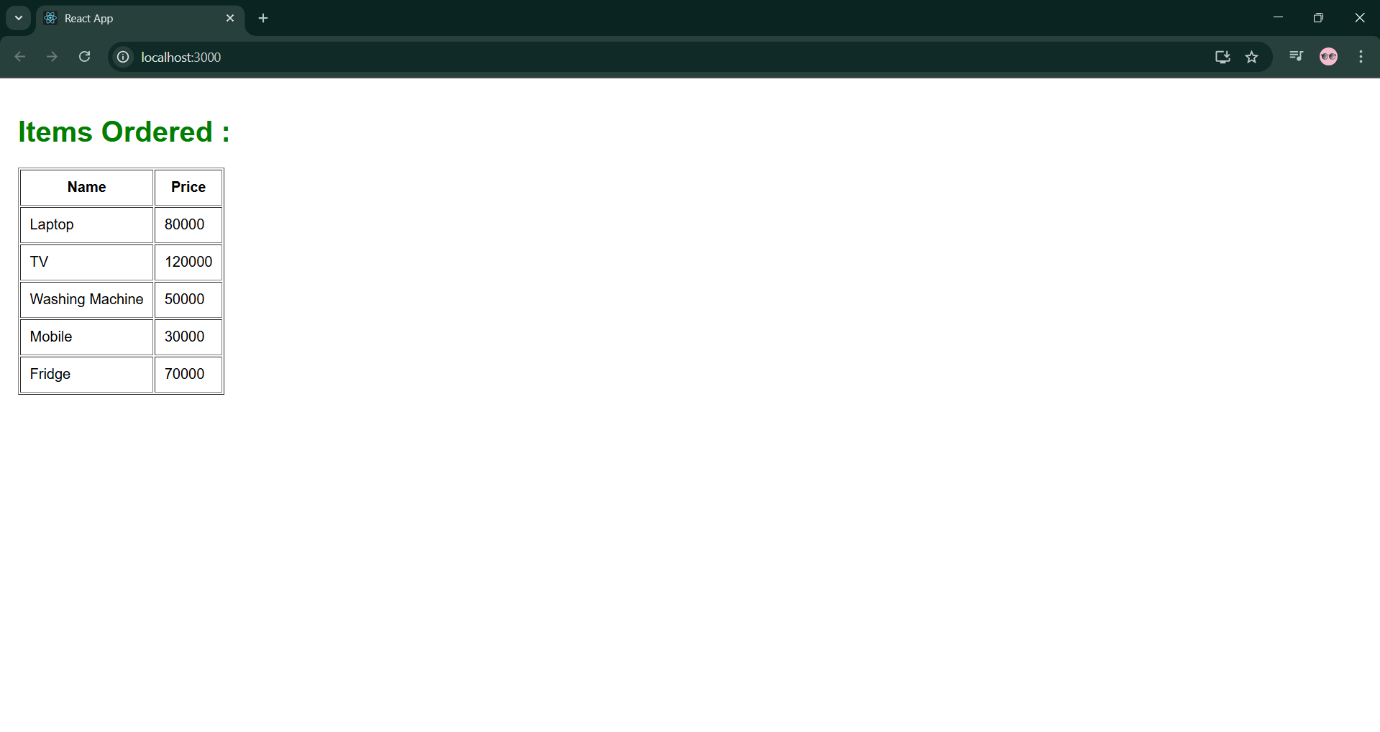 React App
localhost:3000
Items Ordered :
Name Price
Laptop 80000
TV 120000
Washing Machine 50000
Mobile 30000
Fridge 70000